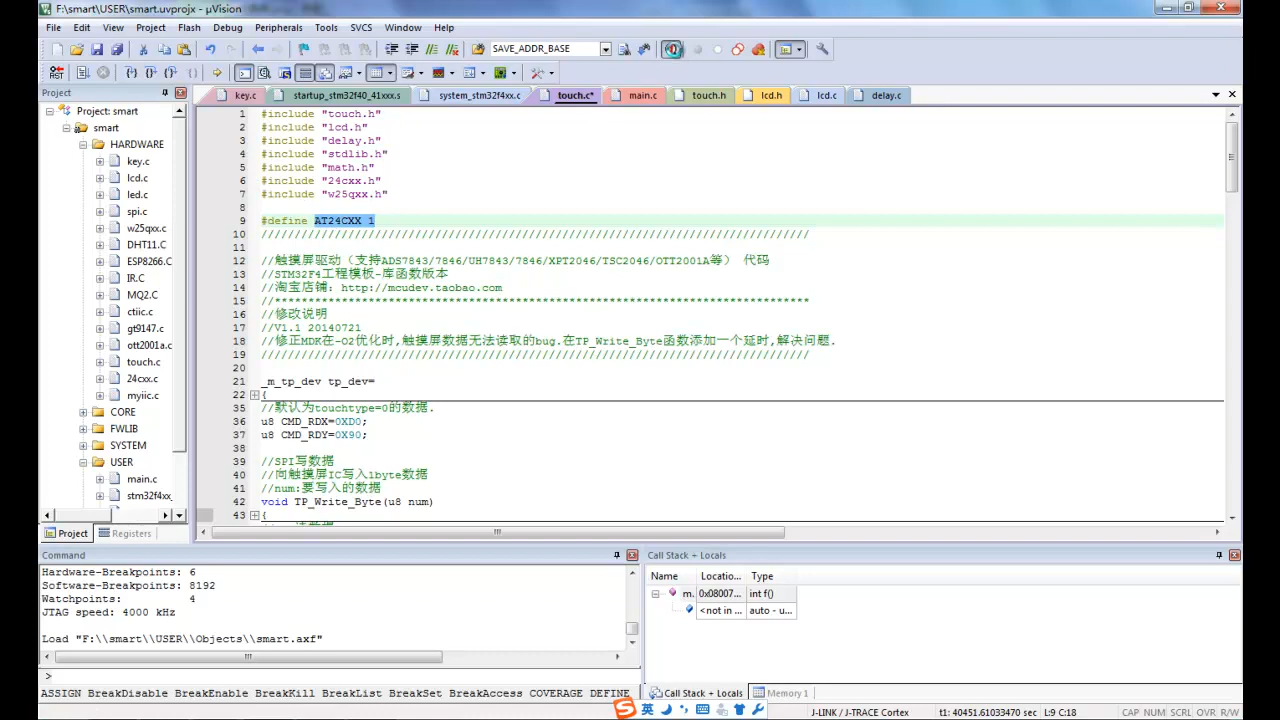 F:\smart\USER\smart.uvprojx - µVision
File Edit View Project Flash Debug Peripherals Tools SVCS Window Help
SAVE_ADDR_BASE
Project
key.c startup_stm32f40_41xxx.s system_stm32f4xx.c touch.c* main.c touch.h lcd.h lcd.c delay.c
Project: smart
smart
HARDWARE
key.c
lcd.c
led.c
spi.c
w25qxx.c
DHT11.C
ESP8266.C
IR.C
MQ2.C
ctiic.c
gt9147.c
ott2001a.c
touch.c
24cxx.c
myiic.c
CORE
FWLIB
SYSTEM
USER
main.c
stm32f4xx_
Project Registers
1 #include "touch.h"
2 #include "lcd.h"
3 #include "delay.h"
4 #include "stdlib.h"
5 #include "math.h"
6 #include "24cxx.h"
7 #include "w25qxx.h"
8
9 #define AT24CXX 1
10 //////////////////////////////////////////////////////////////////////////////////
11
12 //触摸屏驱动（支持ADS7843/7846/UH7843/7846/XPT2046/TSC2046/OTT2001A等） 代码
13 //STM32F4工程模板-库函数版本
14 //淘宝店铺：http://mcudev.taobao.com
15 //********************************************************************************
16 //修改说明
17 //V1.1 20140721
18 //修正MDK在-O2优化时,触摸屏数据无法读取的bug.在TP_Write_Byte函数添加一个延时,解决问题.
19 //////////////////////////////////////////////////////////////////////////////////
20
21 _m_tp_dev tp_dev=
22 {
35 //默认为touchtype=0的数据.
36 u8 CMD_RDX=0XD0;
37 u8 CMD_RDY=0X90;
38
39 //SPI写数据
40 //向触摸屏IC写入1byte数据
41 //num:要写入的数据
42 void TP_Write_Byte(u8 num)
43 {
Command
Hardware-Breakpoints: 6
Software-Breakpoints: 8192
Watchpoints: 4
JTAG speed: 4000 kHz
Load "F:\\smart\\USER\\Objects\\smart.axf"
>
ASSIGN BreakDisable BreakEnable BreakKill BreakList BreakSet BreakAccess COVERAGE DEFINE
Call Stack + Locals
Name Locatio... Type
m. 0x08007... int f()
<not in ... auto - u...
Call Stack + Locals Memory 1
英
J-LINK / J-TRACE Cortex t1: 40451.61033470 sec L:9 C:18 CAP NUM SCRL OVR R/W